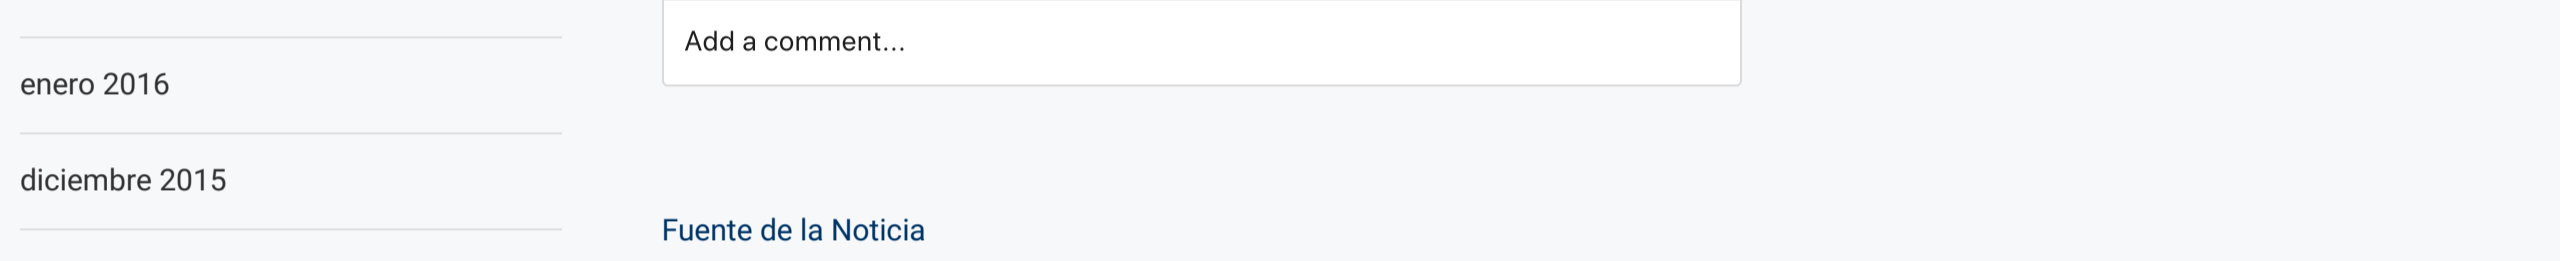 enero 2016
diciembre 2015
Add a comment...
Fuente de la Noticia